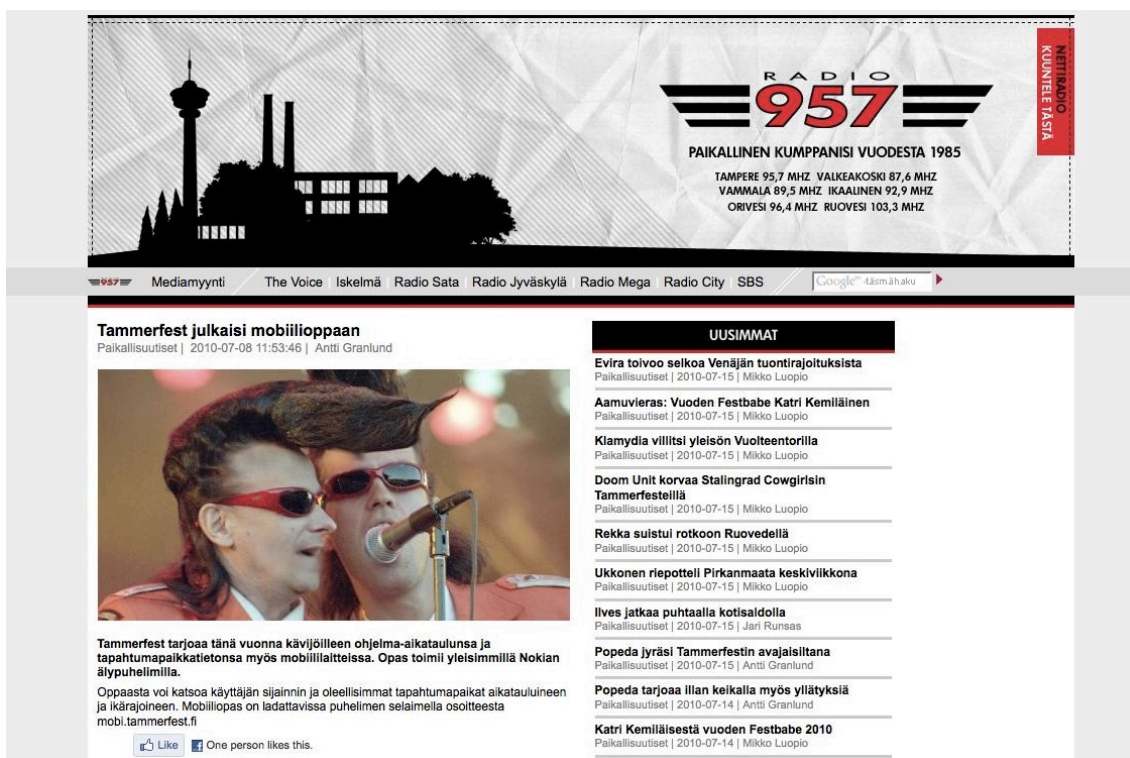 RADIO
957
PAIKALLINEN KUMPPANISI VUODESTA 1985
TAMPERE 95,7 MHZ VALKEAKOSKI 87,6 MHZ
VAMMALA 89,5 MHZ IKAALINEN 92,9 MHZ
ORIVESI 96,4 MHZ RUOVESI 103,3 MHZ
NETTIRADIO
KUUNTELE TÄSTÄ
957 Mediamyynti The Voice Iskelmä Radio Sata Radio Jyväskylä Radio Mega Radio City SBS Google™ -täsmähaku
Tammerfest julkaisi mobiilioppaan
Paikallisuutiset | 2010-07-08 11:53:46 | Antti Granlund
Tammerfest tarjoaa tänä vuonna kävijöilleen ohjelma-aikataulunsa ja
tapahtumapaikkatietonsa myös mobiililaitteissa. Opas toimii yleisimmillä Nokian
älypuhelimilla.
Oppaasta voi katsoa käyttäjän sijainnin ja oleellisimmat tapahtumapaikat aikatauluineen
ja ikärajoineen. Mobiiliopas on ladattavissa puhelimen selaimella osoitteesta
mobi.tammerfest.fi
Like One person likes this.
UUSIMMAT
Evira toivoo selkoa Venäjän tuontirajoituksista
Paikallisuutiset | 2010-07-15 | Mikko Luopio
Aamuvieras: Vuoden Festbabe Katri Kemiläinen
Paikallisuutiset | 2010-07-15 | Mikko Luopio
Klamydia villitsi yleisön Vuolteentorilla
Paikallisuutiset | 2010-07-15 | Mikko Luopio
Doom Unit korvaa Stalingrad Cowgirlsin
Tammerfesteillä
Paikallisuutiset | 2010-07-15 | Mikko Luopio
Rekka suistui rotkoon Ruovedellä
Paikallisuutiset | 2010-07-15 | Mikko Luopio
Ukkonen riepotteli Pirkanmaata keskiviikkona
Paikallisuutiset | 2010-07-15 | Mikko Luopio
Ilves jatkaa puhtaalla kotisaldolla
Paikallisuutiset | 2010-07-15 | Jari Runsas
Popeda jyräsi Tammerfestin avajaisiltana
Paikallisuutiset | 2010-07-15 | Antti Granlund
Popeda tarjoaa illan keikalla myös yllätyksiä
Paikallisuutiset | 2010-07-14 | Antti Granlund
Katri Kemiläisestä vuoden Festbabe 2010
Paikallisuutiset | 2010-07-14 | Mikko Luopio